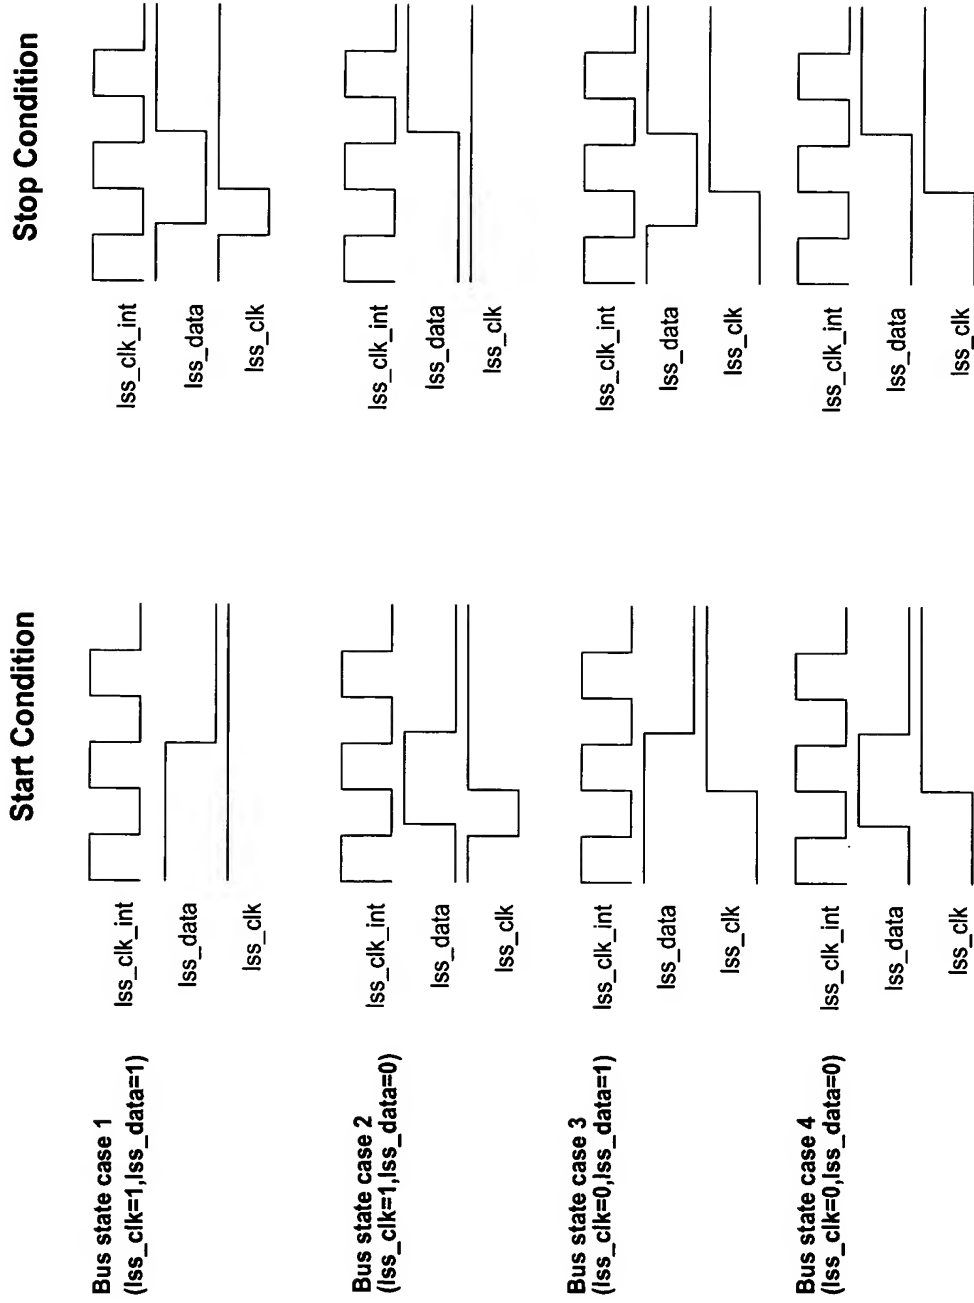 Start Condition
Stop Condition
Bus state case 1
(lss_clk=1,lss_data=1)
lss_clk_int
lss_data
lss_clk
lss_clk_int
lss_data
lss_clk
Bus state case 2
(lss_clk=1,lss_data=0)
lss_clk_int
lss_data
lss_clk
lss_clk_int
lss_data
lss_clk
Bus state case 3
(lss_clk=0,lss_data=1)
lss_clk_int
lss_data
lss_clk
lss_clk_int
lss_data
lss_clk
Bus state case 4
(lss_clk=0,lss_data=0)
lss_clk_int
lss_data
lss_clk
lss_clk_int
lss_data
lss_clk